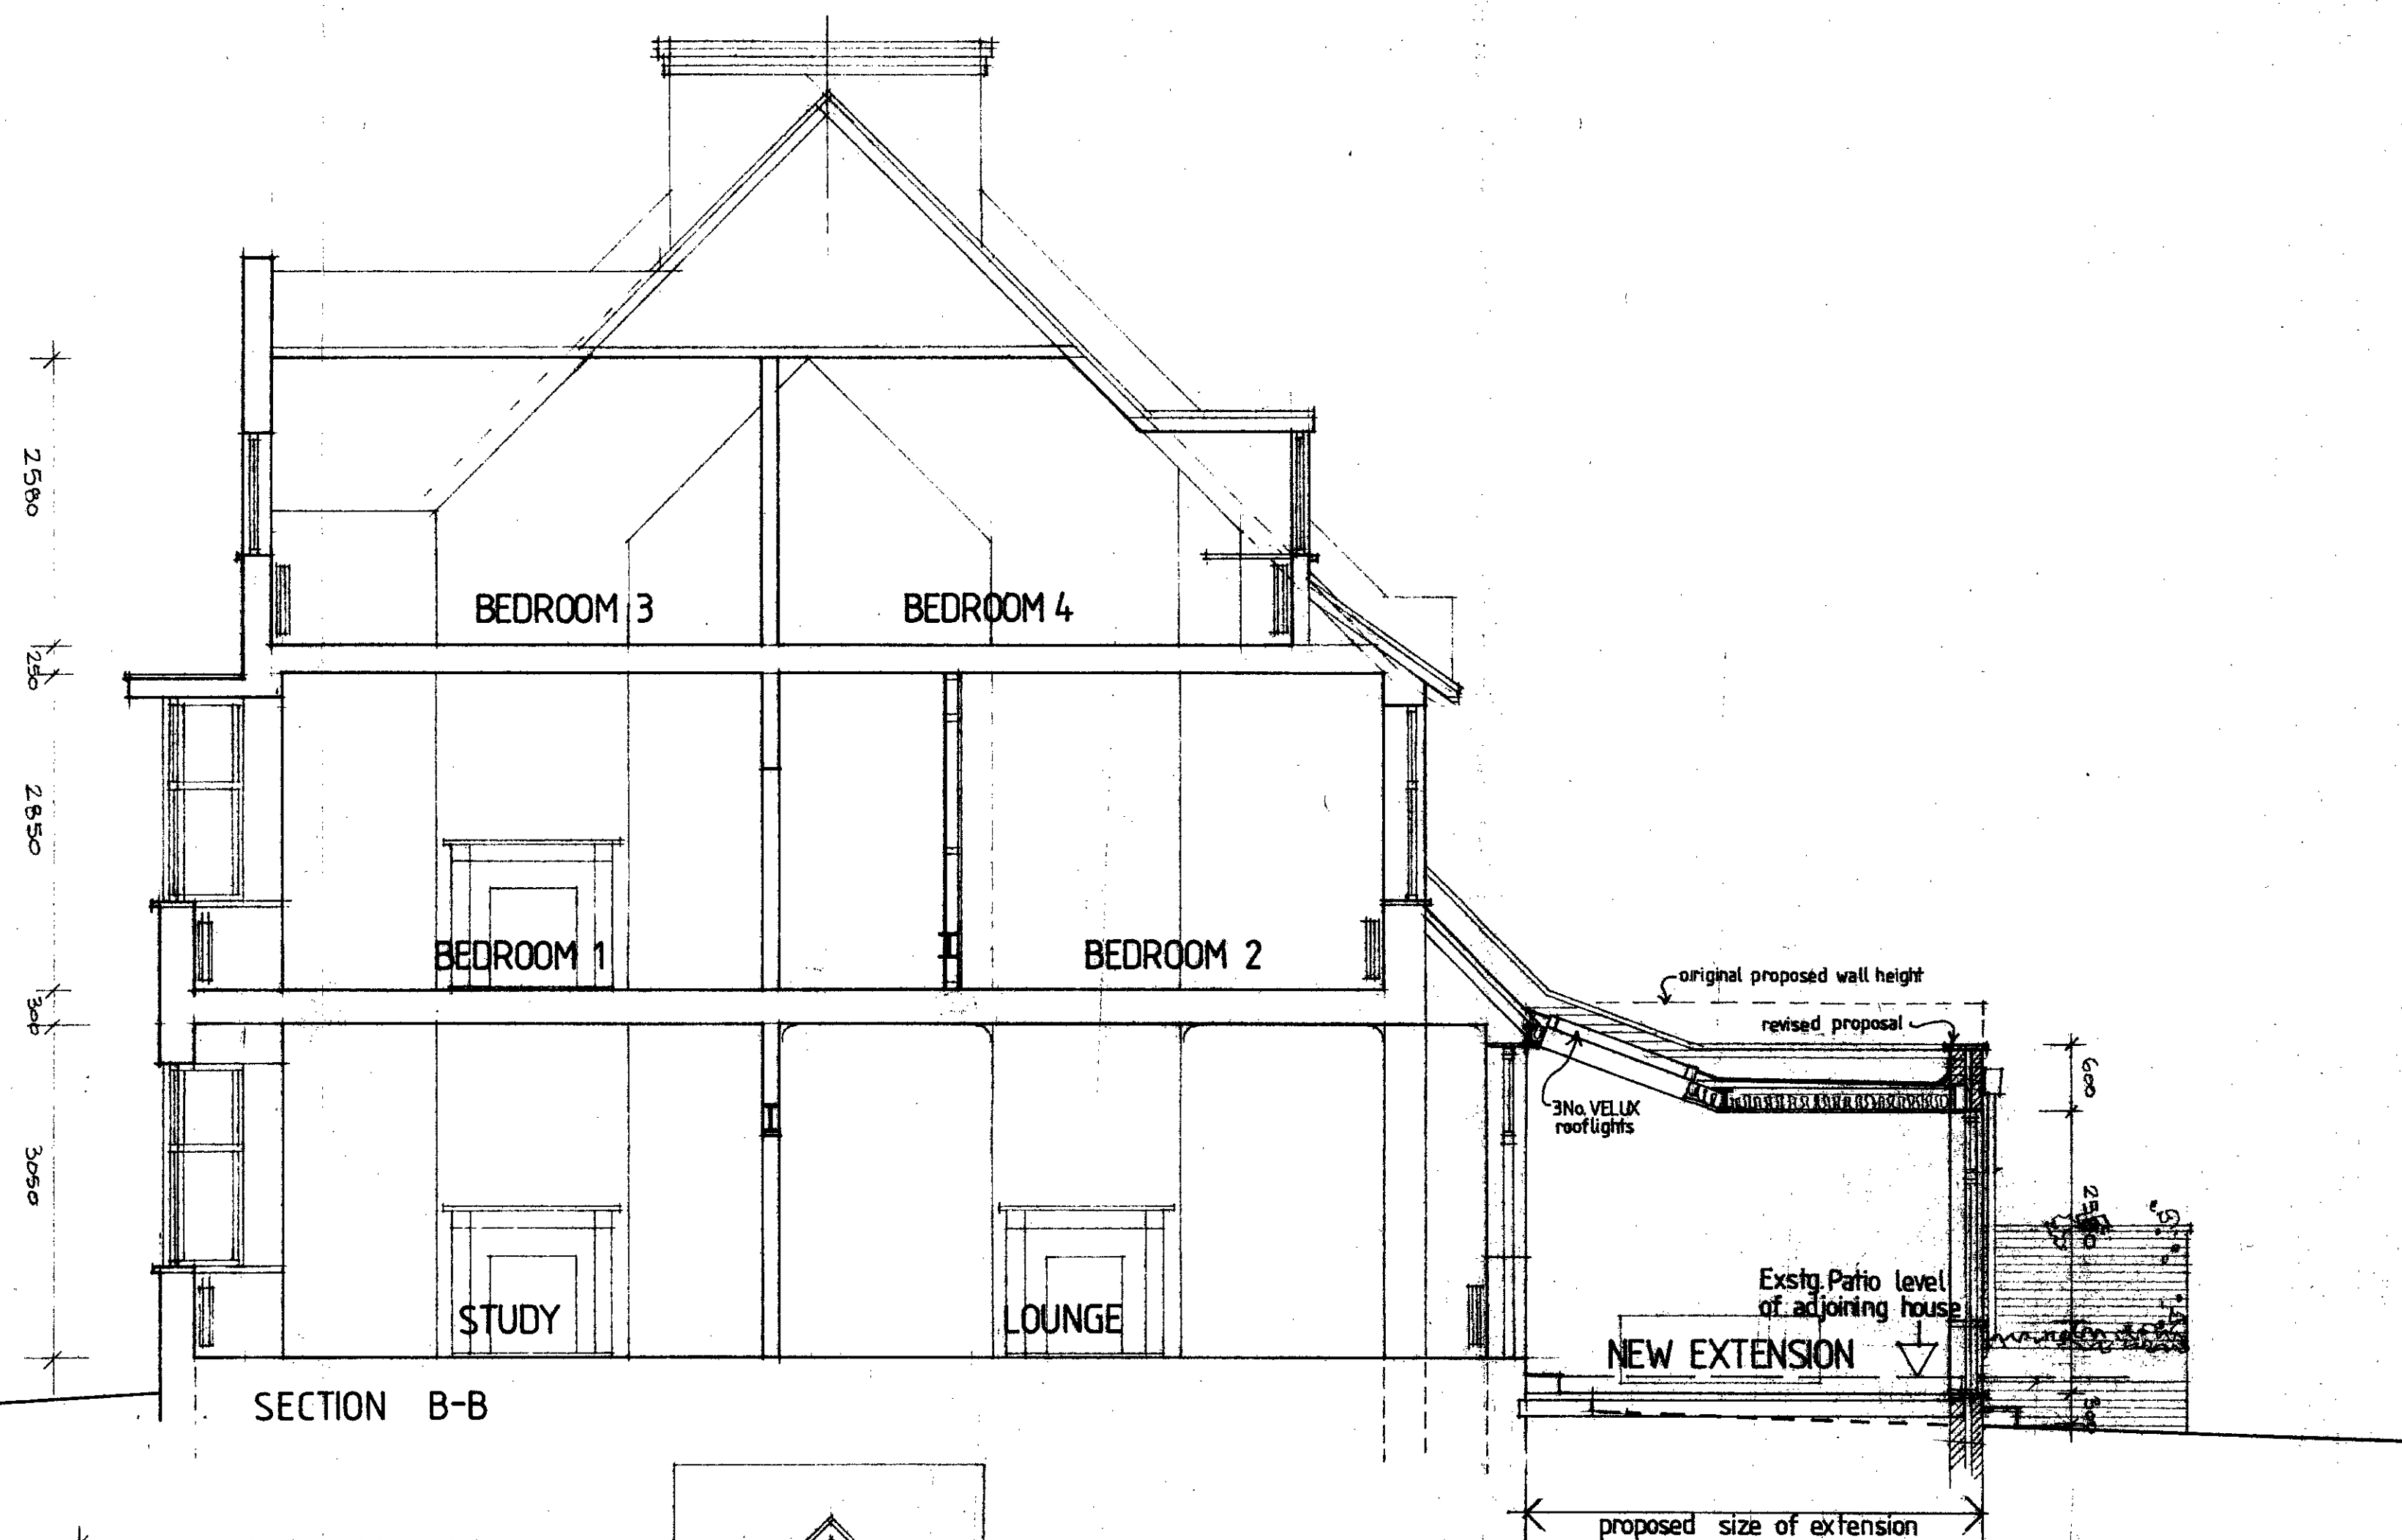 2580
BEDROOM 3
BEDROOM 4
250
2850
BEDROOM 1
BEDROOM 2
300
original proposed wall height
revised proposal
600
3No. VELUX
rooflights
3050
Exstg. Patio level
of adjoining house
STUDY
LOUNGE
NEW EXTENSION
300
SECTION B-B
proposed size of extension